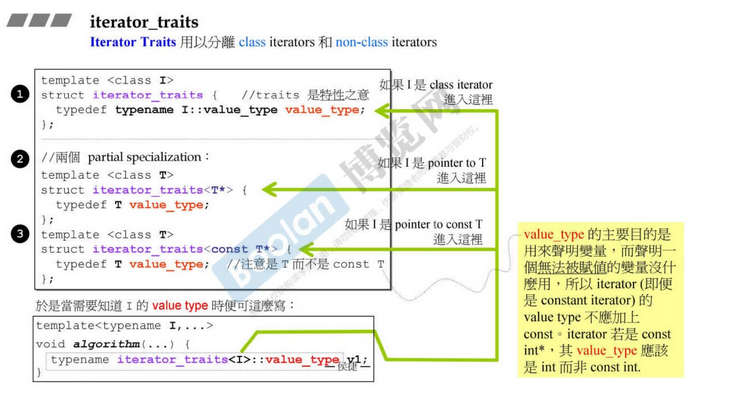 iterator_traits
Iterator Traits 用以分離 class iterators 和 non-class iterators
1
template <class I>
struct iterator_traits { //traits 是特性之意
typedef typename I::value_type value_type;
};
如果 I 是 class iterator
進入這裡
2
//兩個 partial specialization:
template <class T>
struct iterator_traits<T*> {
typedef T value_type;
};
如果 I 是 pointer to T
進入這裡
3
template <class T>
struct iterator_traits<const T*> {
typedef T value_type; //注意是 T 而不是 const T
};
如果 I 是 pointer to const T
進入這裡
於是當需要知道 I 的 value type 時便可這麼寫:
template<typename I,...>
void algorithm(...) {
typename iterator_traits<I>::value_type v1;
}
侯捷
value_type 的主要目的是
用來聲明變量,而聲明一
個無法被賦值的變量沒什
麼用,所以 iterator (即便
是 constant iterator) 的
value type 不應加上
const。iterator 若是 const
int*,其 value_type 應該
是 int 而非 const int.
Boolan
博览网